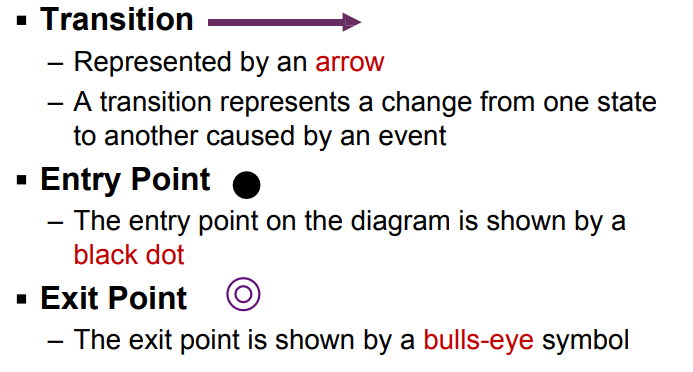 ▪ Transition
– Represented by an arrow
– A transition represents a change from one state
to another caused by an event
▪ Entry Point
– The entry point on the diagram is shown by a
black dot
▪ Exit Point
– The exit point is shown by a bulls-eye symbol